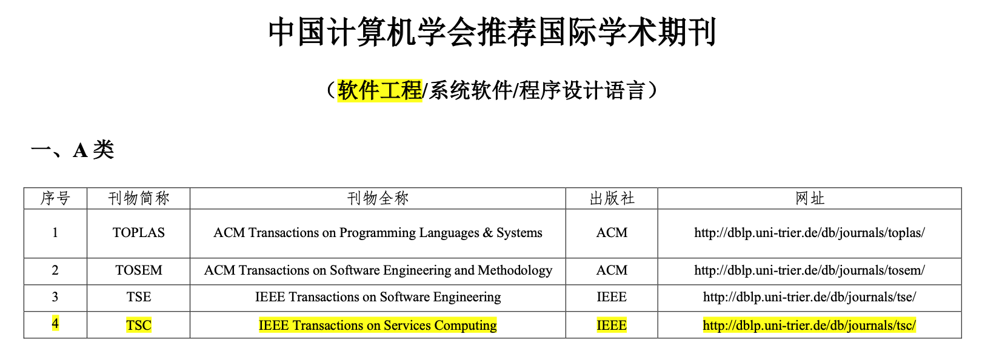 中国计算机学会推荐国际学术期刊
（软件工程/系统软件/程序设计语言）
一、A 类
序号 刊物简称 刊物全称 出版社 网址
1 TOPLAS ACM Transactions on Programming Languages & Systems ACM http://dblp.uni-trier.de/db/journals/toplas/
2 TOSEM ACM Transactions on Software Engineering and Methodology ACM http://dblp.uni-trier.de/db/journals/tosem/
3 TSE IEEE Transactions on Software Engineering IEEE http://dblp.uni-trier.de/db/journals/tse/
4 TSC IEEE Transactions on Services Computing IEEE http://dblp.uni-trier.de/db/journals/tsc/